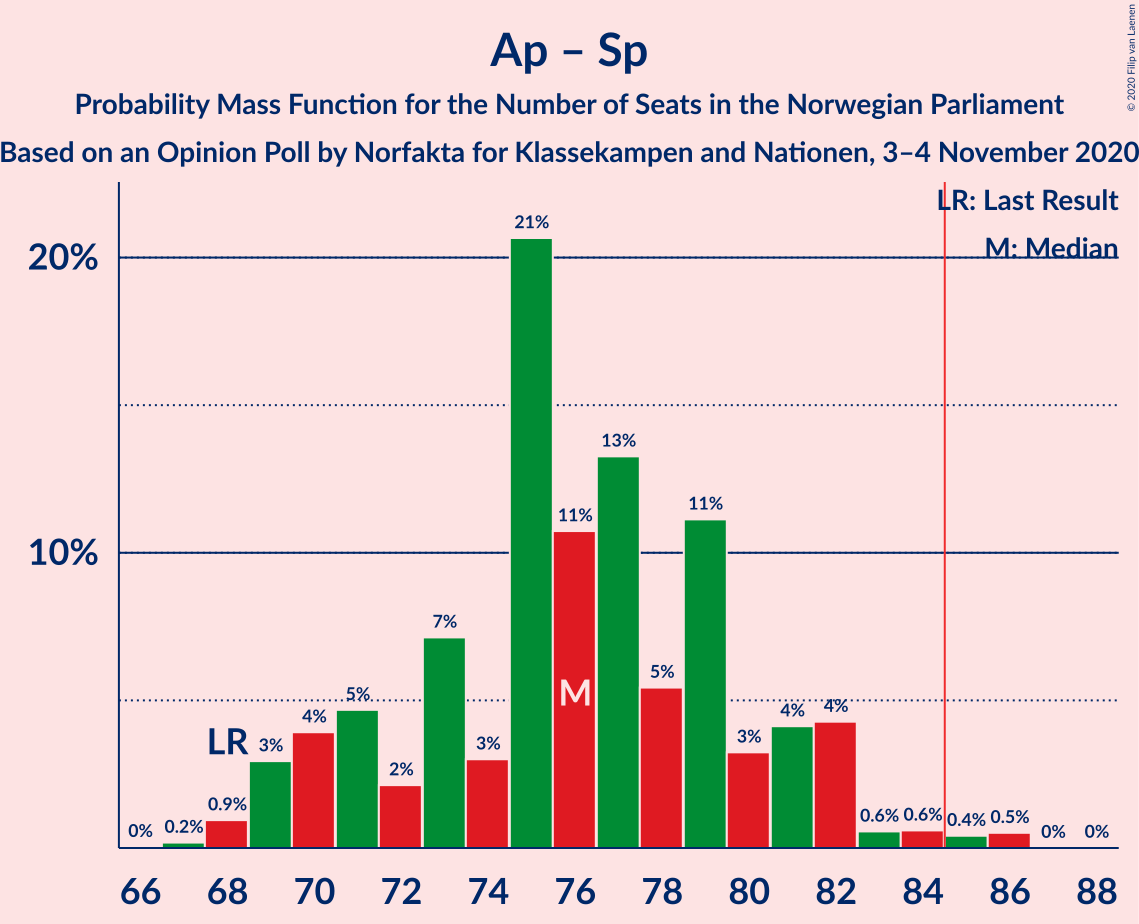 Ap – Sp
Probability Mass Function for the Number of Seats in the Norwegian Parliament
Based on an Opinion Poll by Norfakta for Klassekampen and Nationen, 3–4 November 2020
© 2020 Filip van Laenen
LR: Last Result
M: Median
20%
10%
0%
0.2%
0.9%
3%
4%
5%
2%
7%
3%
21%
11%
13%
5%
11%
3%
4%
4%
0.6%
0.6%
0.4%
0.5%
0%
0%
LR
M
66 68 70 72 74 76 78 80 82 84 86 88